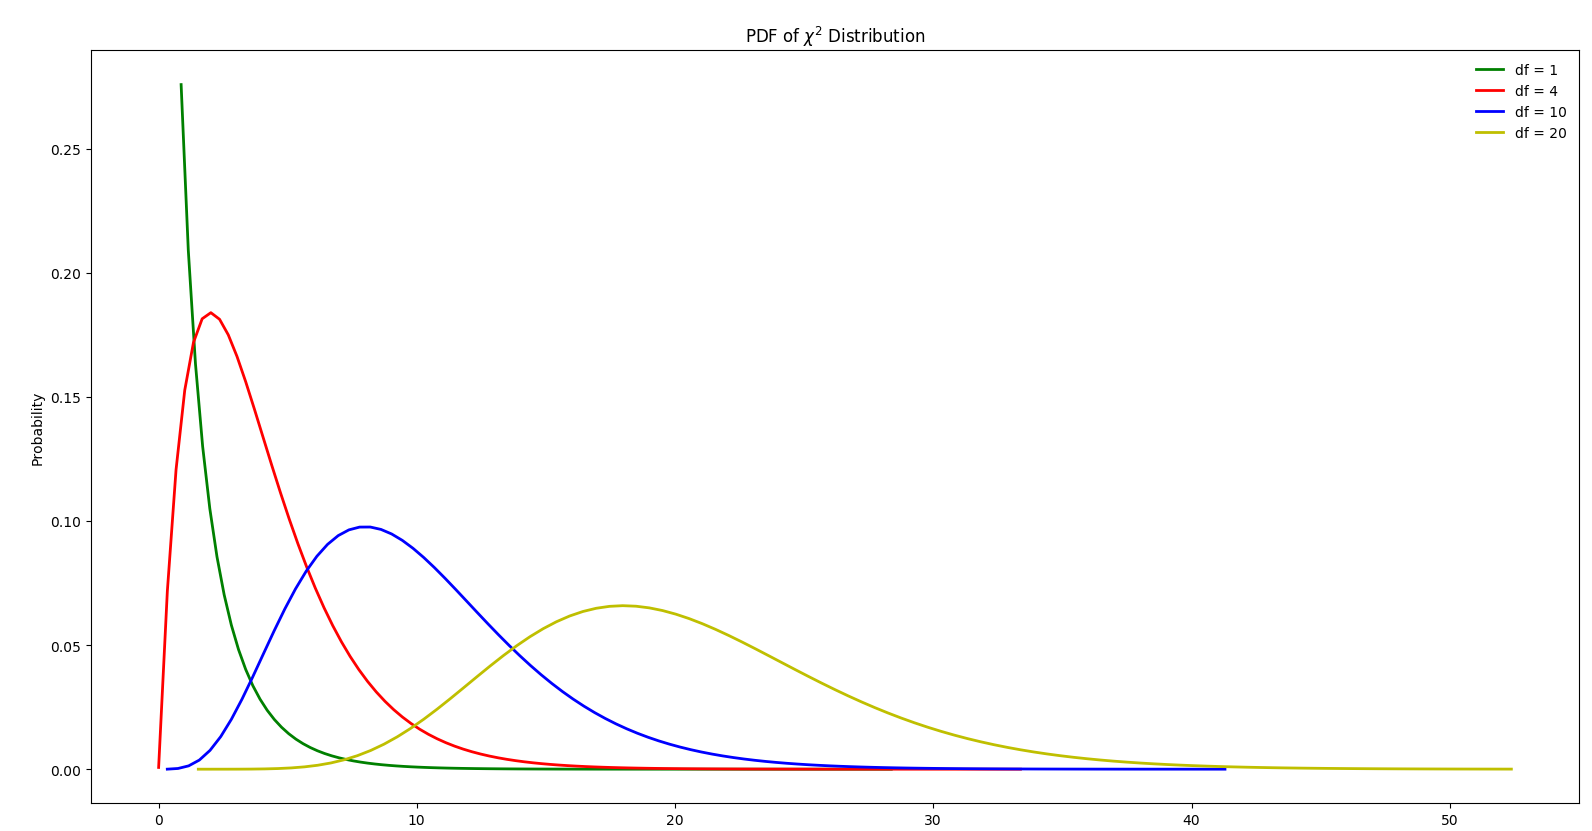 PDF of χ² Distribution
df = 1
df = 4
df = 10
df = 20
Probability
0.25
0.20
0.15
0.10
0.05
0.00
0 10 20 30 40 50